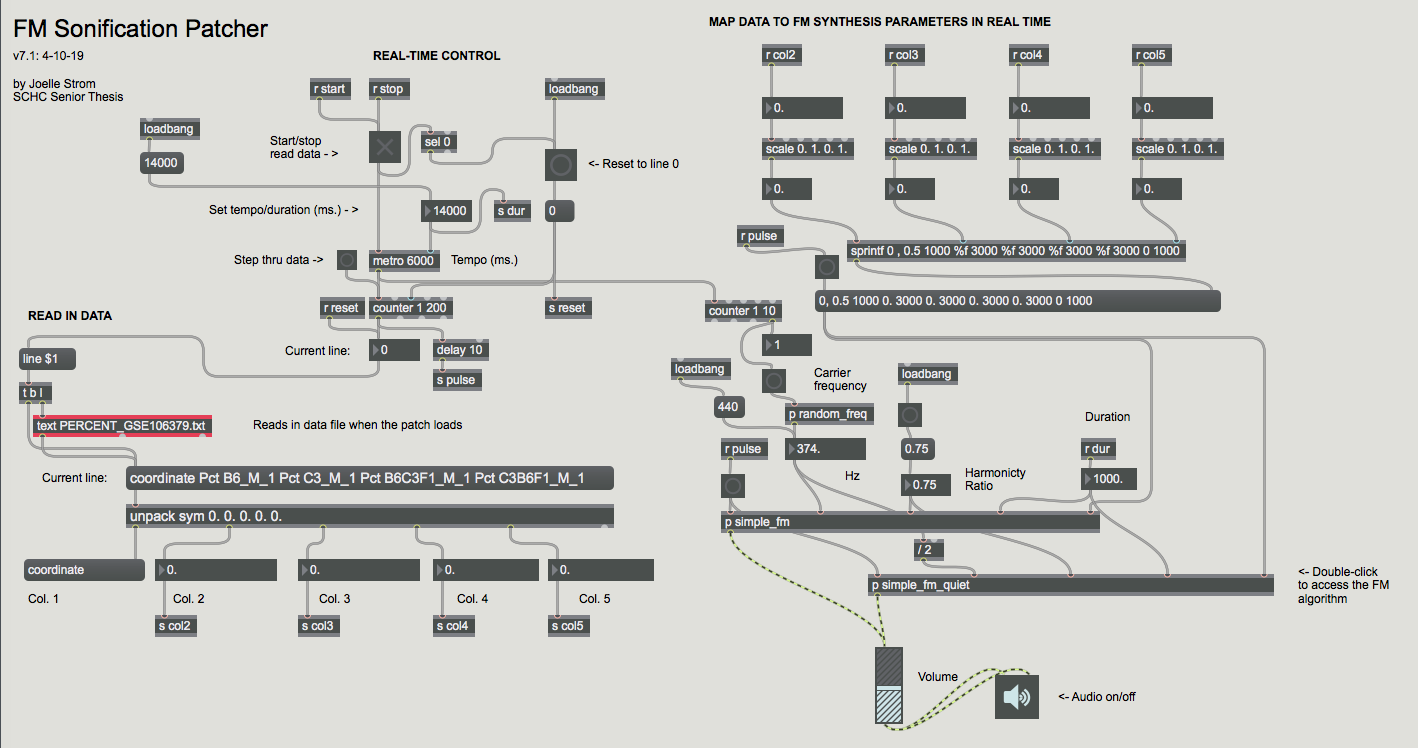 FM Sonification Patcher
v7.1: 4-10-19
by Joelle Strom
SCHC Senior Thesis
REAL-TIME CONTROL
r start
r stop
loadbang
loadbang
14000
Start/stop
read data - >
sel 0
<- Reset to line 0
Set tempo/duration (ms.) - >
14000
s dur
0
Step thru data ->
metro 6000
Tempo (ms.)
r reset
counter 1 200
s reset
Current line:
0
delay 10
s pulse
READ IN DATA
line $1
t b l
text PERCENT_GSE106379.txt
Reads in data file when the patch loads
Current line:
coordinate Pct B6_M_1 Pct C3_M_1 Pct B6C3F1_M_1 Pct C3B6F1_M_1
unpack sym 0. 0. 0. 0. 0.
coordinate
0.
0.
0.
0.
Col. 1
Col. 2
Col. 3
Col. 4
Col. 5
s col2
s col3
s col4
s col5
MAP DATA TO FM SYNTHESIS PARAMETERS IN REAL TIME
r col2
r col3
r col4
r col5
0.
0.
0.
0.
scale 0. 1. 0. 1.
scale 0. 1. 0. 1.
scale 0. 1. 0. 1.
scale 0. 1. 0. 1.
0.
0.
0.
0.
r pulse
sprintf 0 , 0.5 1000 %f 3000 %f 3000 %f 3000 %f 3000 0 1000
0, 0.5 1000 0. 3000 0. 3000 0. 3000 0. 3000 0 1000
counter 1 10
1
loadbang
Carrier
frequency
loadbang
440
p random_freq
Duration
r pulse
374.
Hz
0.75
0.75
Harmonicty
Ratio
r dur
1000.
p simple_fm
/ 2
p simple_fm_quiet
<- Double-click
to access the FM
algorithm
Volume
<- Audio on/off